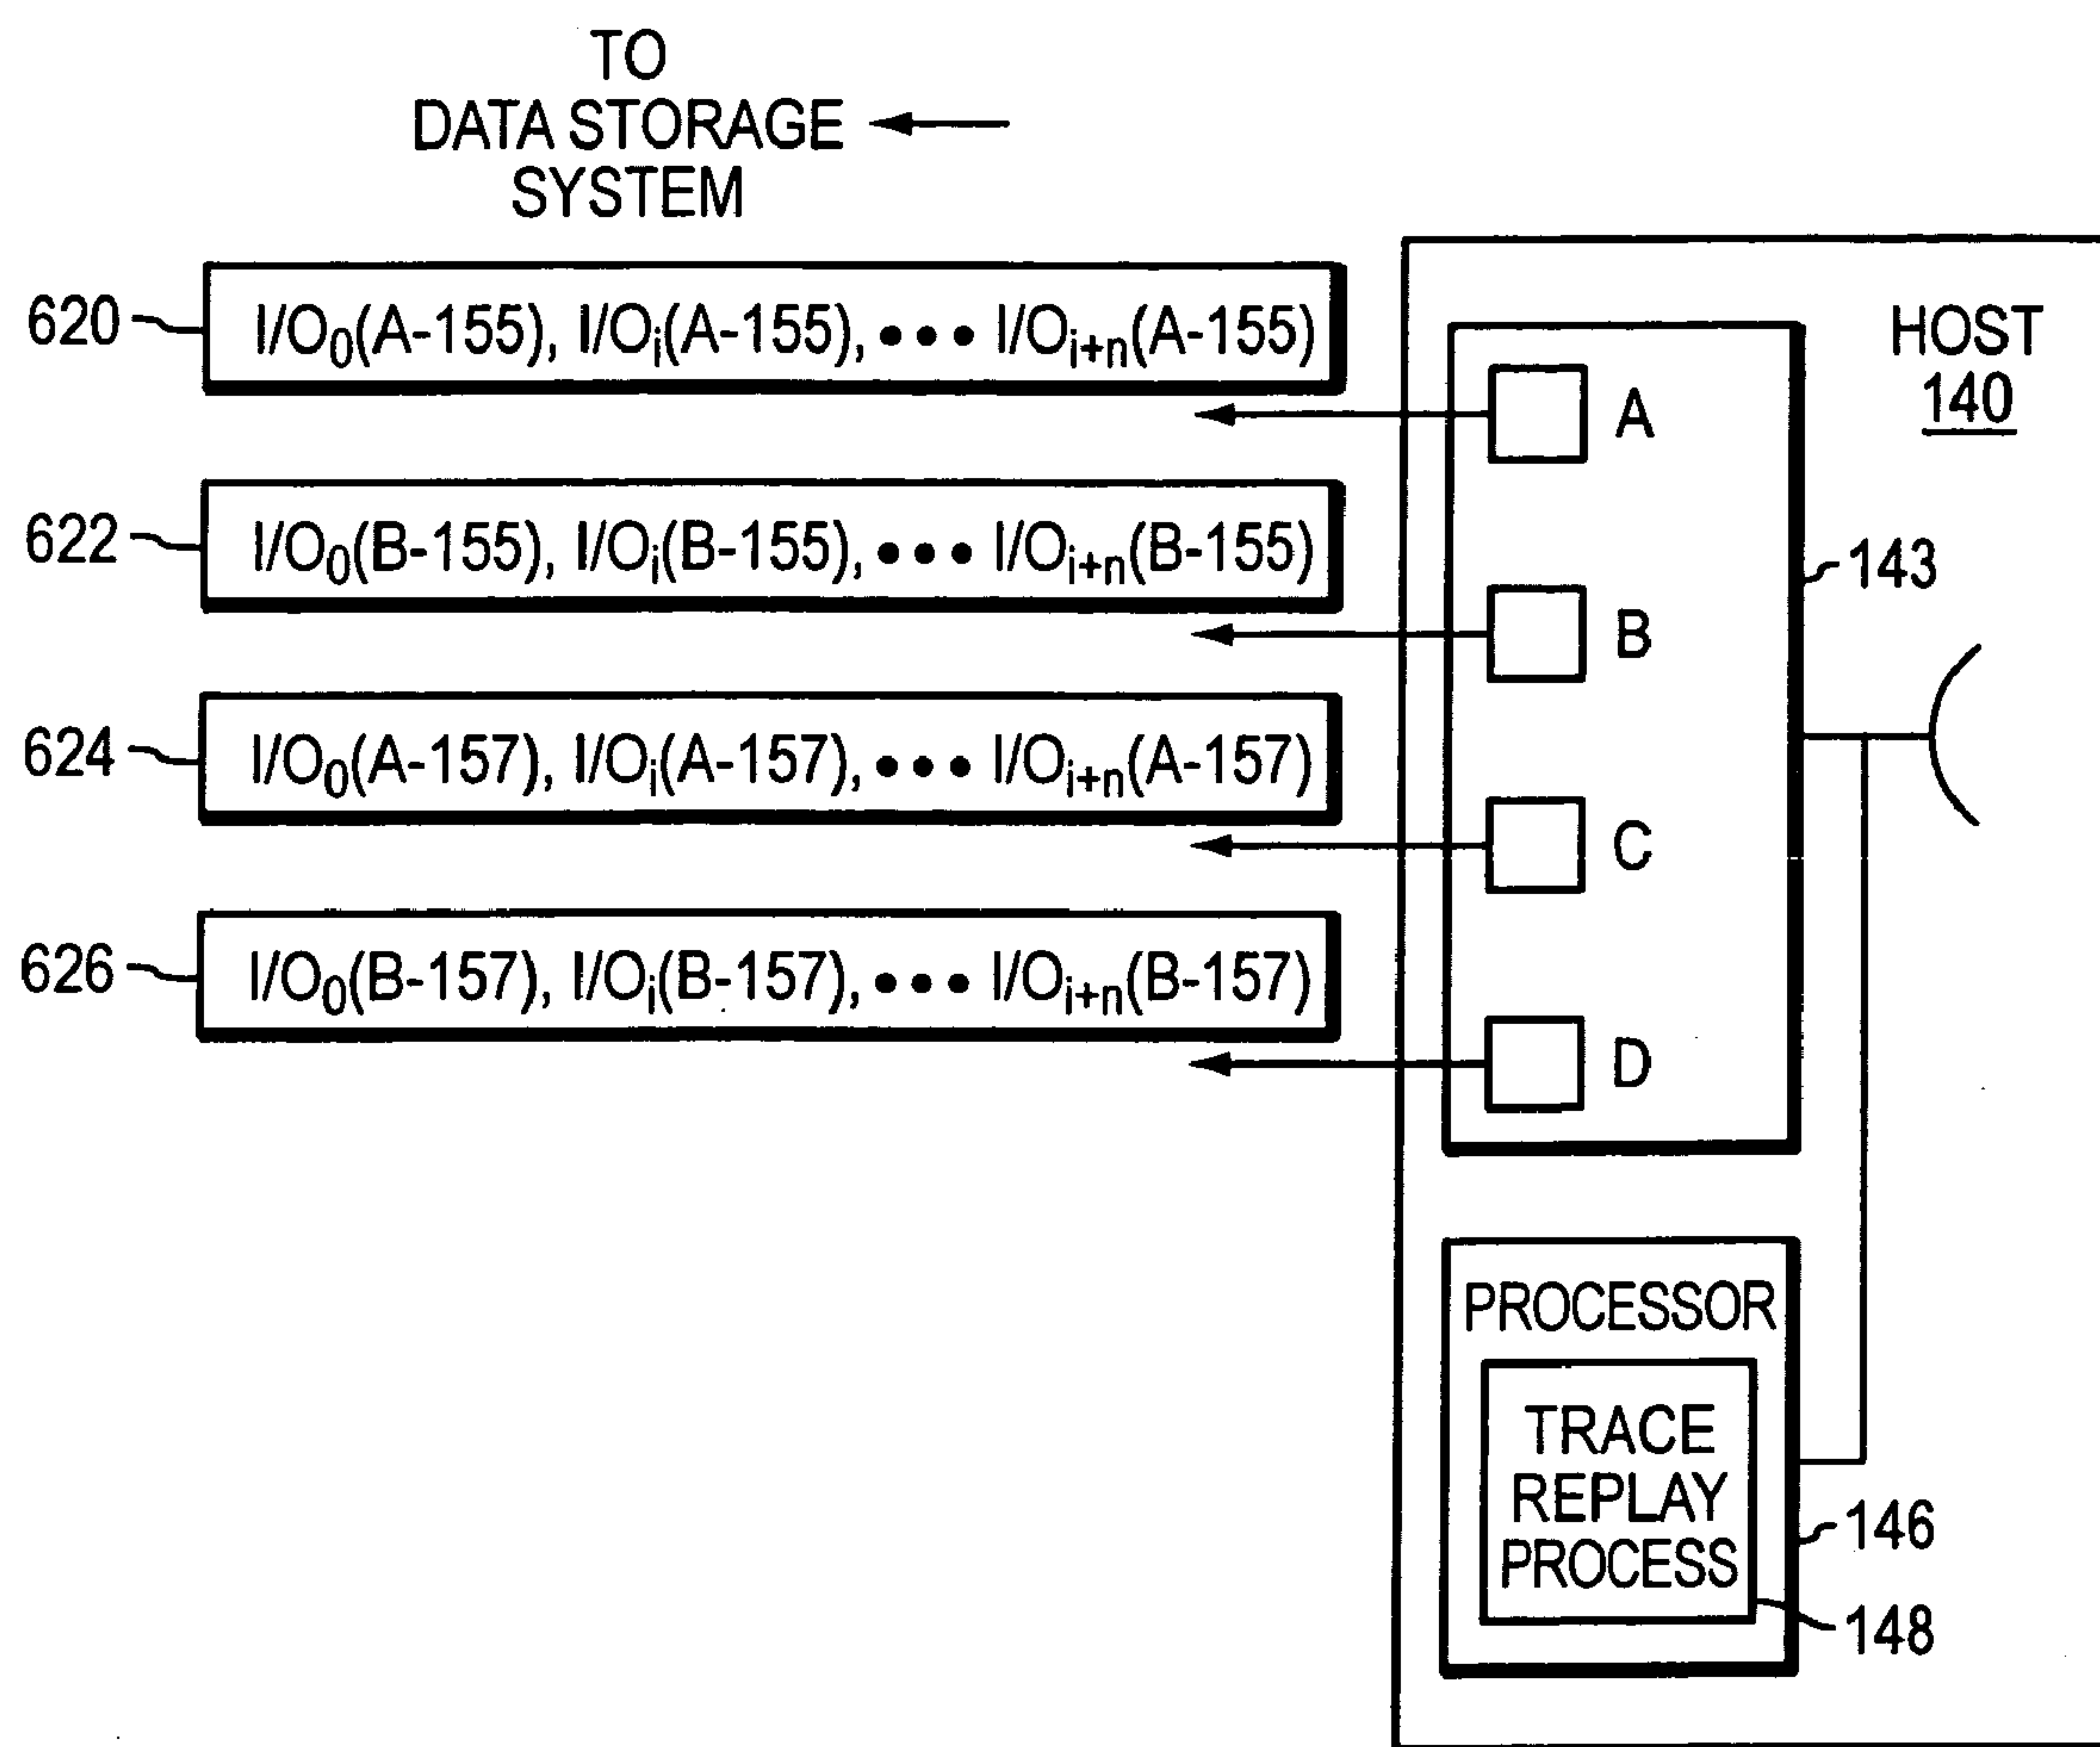 TO
DATA STORAGE
SYSTEM
620
I/O0(A-155), I/Oi(A-155), ••• I/Oi+n(A-155)
HOST
140
A
622
I/O0(B-155), I/Oi(B-155), ••• I/Oi+n(B-155)
143
B
624
I/O0(A-157), I/Oi(A-157), ••• I/Oi+n(A-157)
C
626
I/O0(B-157), I/Oi(B-157), ••• I/Oi+n(B-157)
D
PROCESSOR
TRACE
REPLAY
PROCESS
146
148